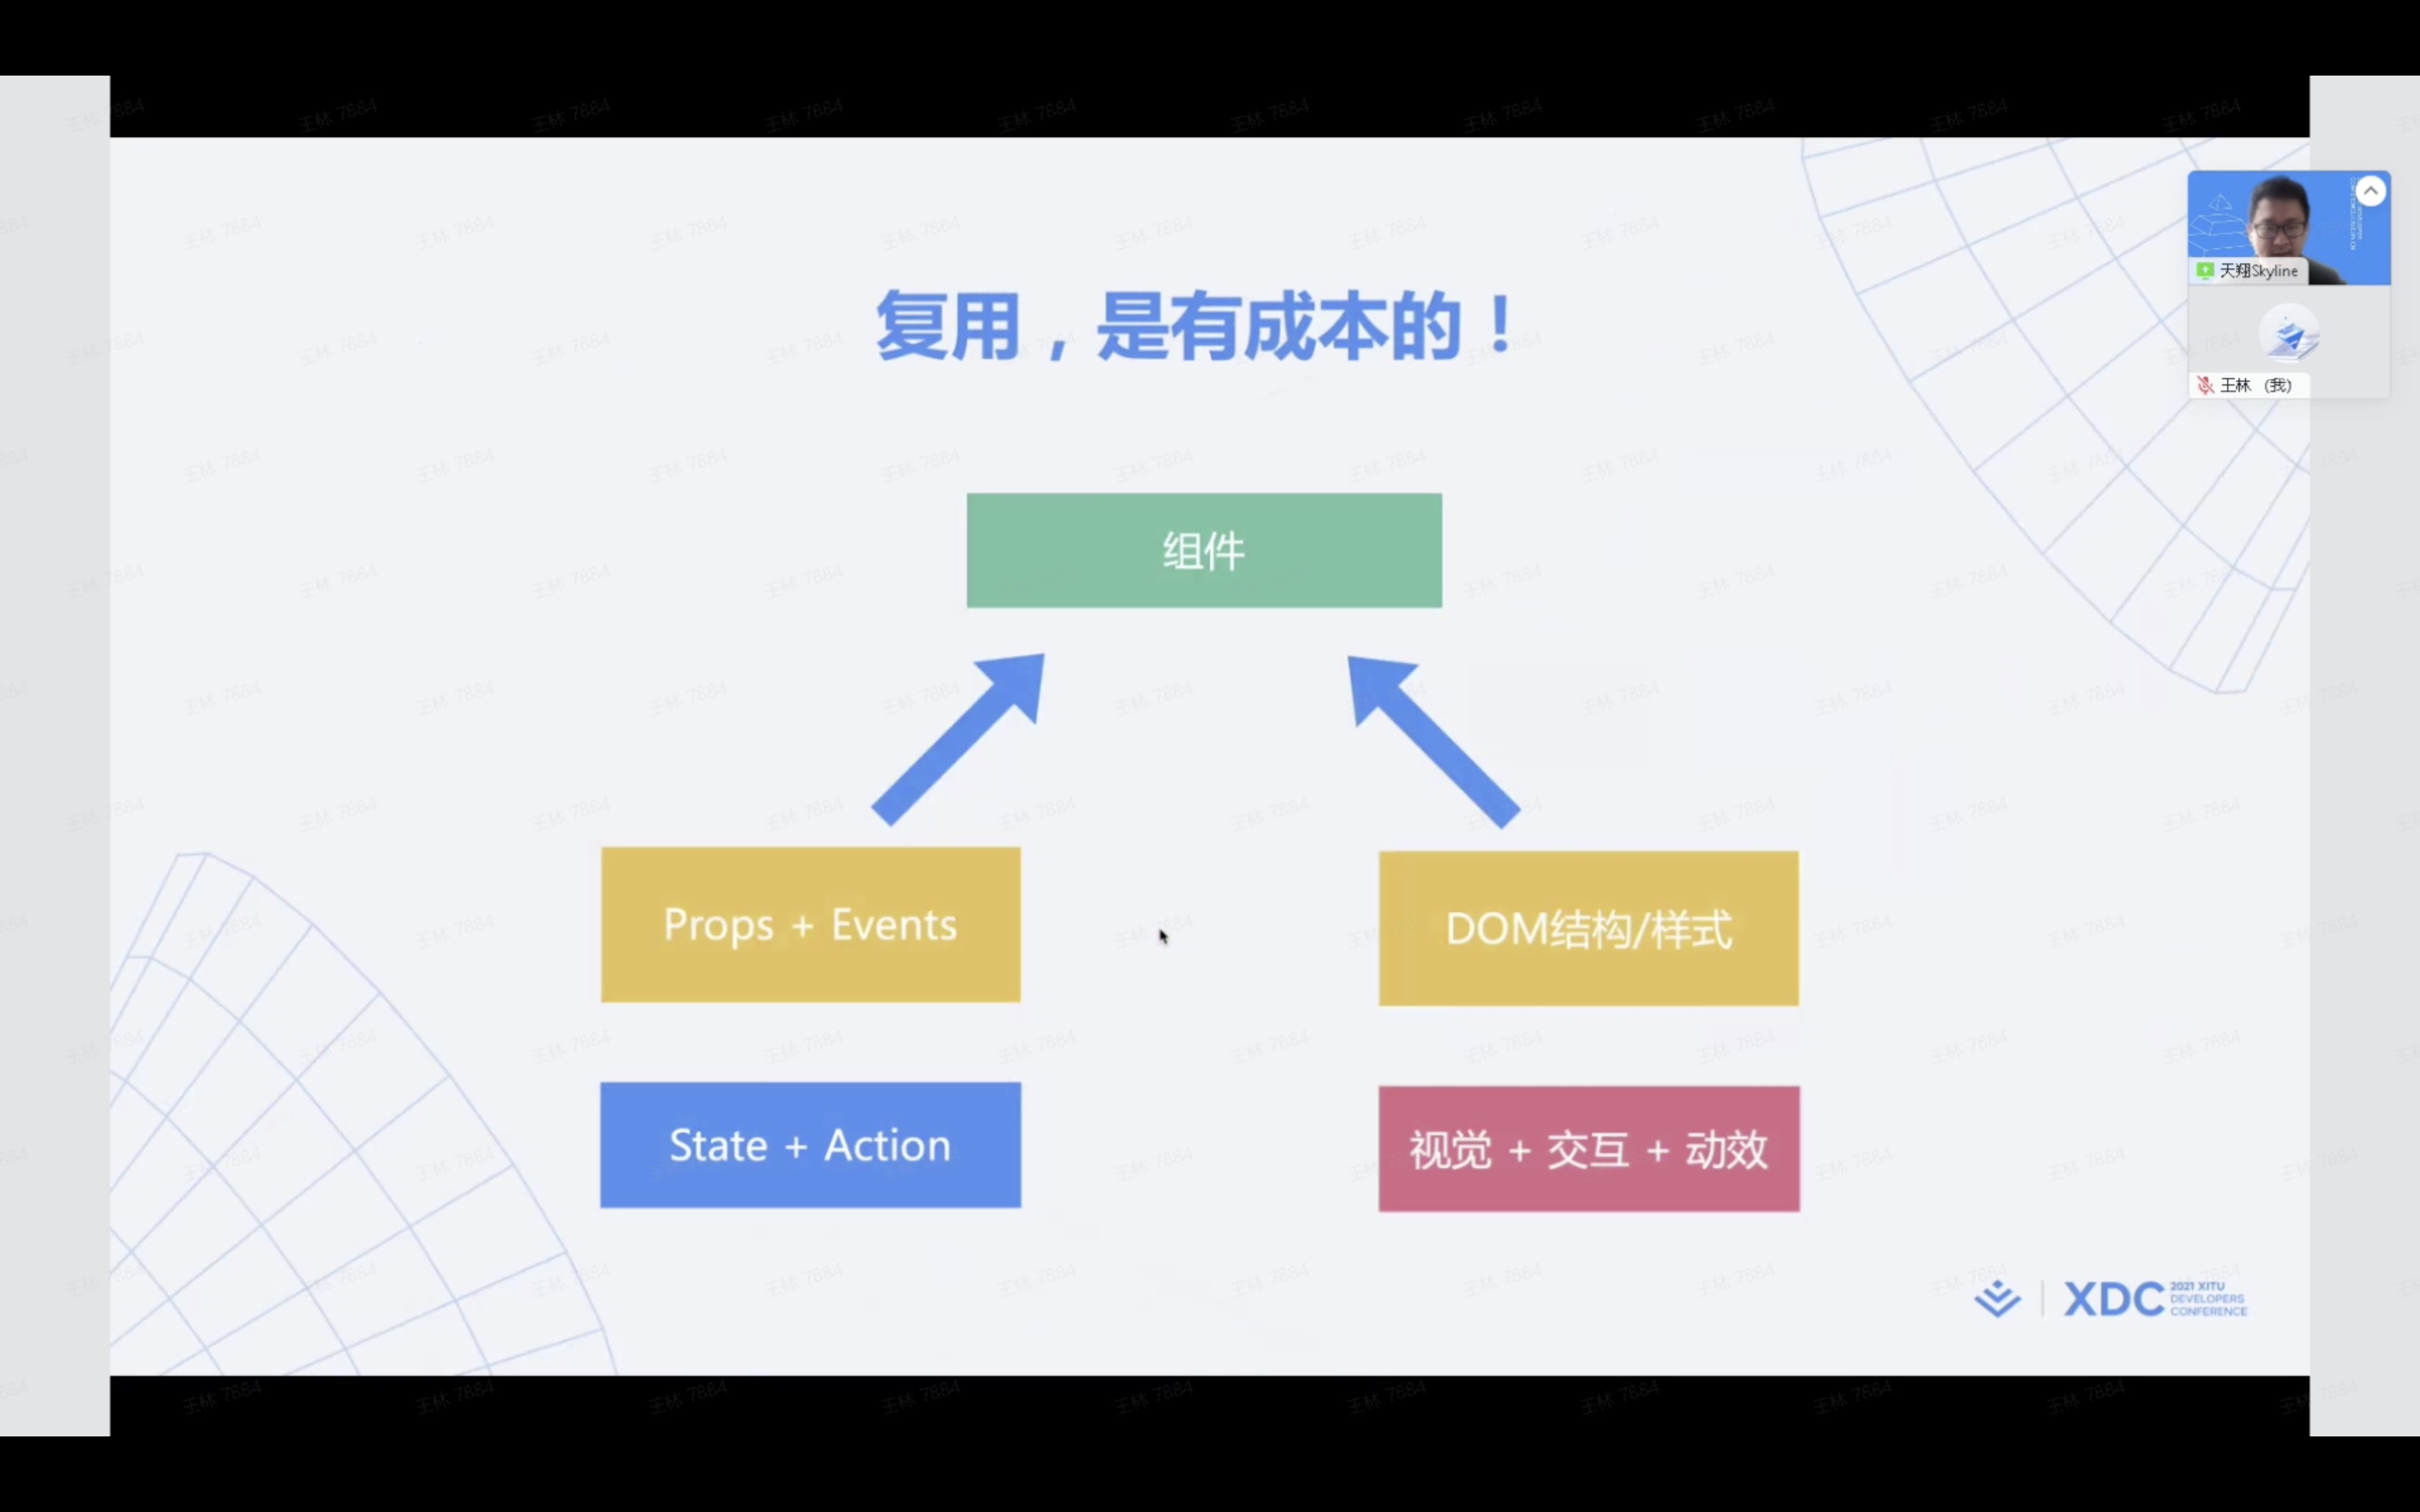 复用，是有成本的！
天翔Skyline
王林 （我）
组件
Props + Events
DOM结构/样式
State + Action
视觉 + 交互 + 动效
XDC
2021 XITU
DEVELOPERS
CONFERENCE
王林 7884